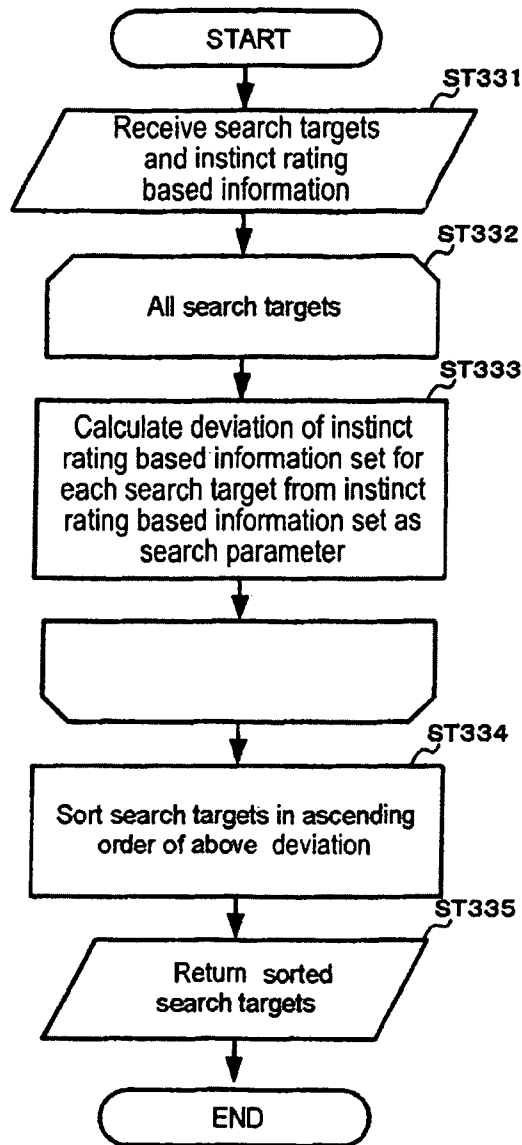 START
ST331
Receive search targets
and instinct rating
based information
ST332
All search targets
ST333
Calculate deviation of instinct
rating based information set for
each search target from instinct
rating based information set as
search parameter
ST334
Sort search targets in ascending
order of above deviation
ST335
Return sorted
search targets
END